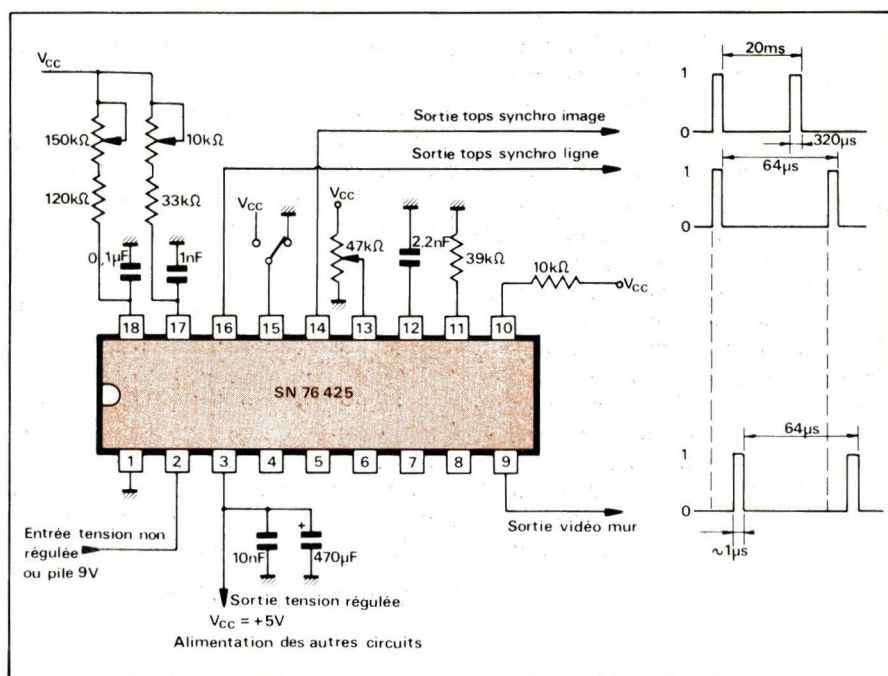 VCC
150kΩ
10kΩ
120kΩ
33kΩ
0,1µF
1nF
VCC
VCC
47kΩ
2,2nF
39kΩ
10kΩ
VCC
Sortie tops synchro image
Sortie tops synchro ligne
20ms
1
0
320µs
64µs
1
0
18
17
16
15
14
13
12
11
10
SN 76 425
1
2
3
4
5
6
7
8
9
64µs
1
0
~1µs
Sortie vidéo mur
Entrée tension non
régulée
ou pile 9V
10nF
+
470µF
Sortie tension régulée
VCC = +5V
Alimentation des autres circuits